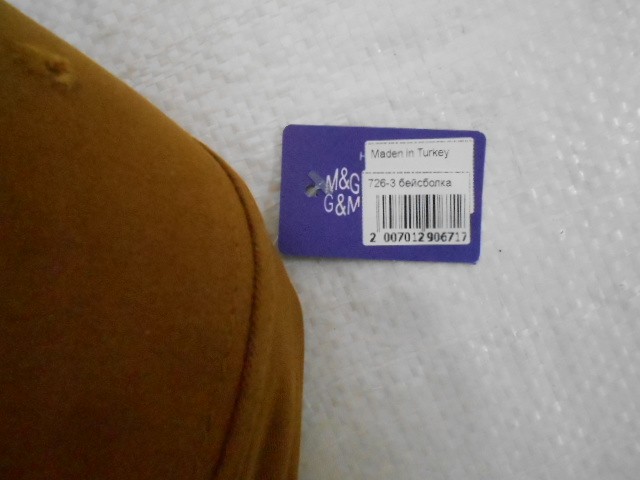 H
Maden in Turkey
M&G
G&M
726-3 бейсболка
2 007012 906717